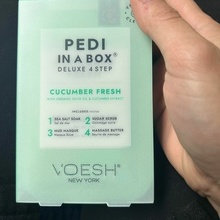 PEDI
IN A BOX®
DELUXE 4 STEP
CUCUMBER FRESH
1 SEA SALT SOAK
2 SUGAR SCRUB
3 MUD MASQUE
4 MASSAGE BUTTER
VOESH®
NEW YORK